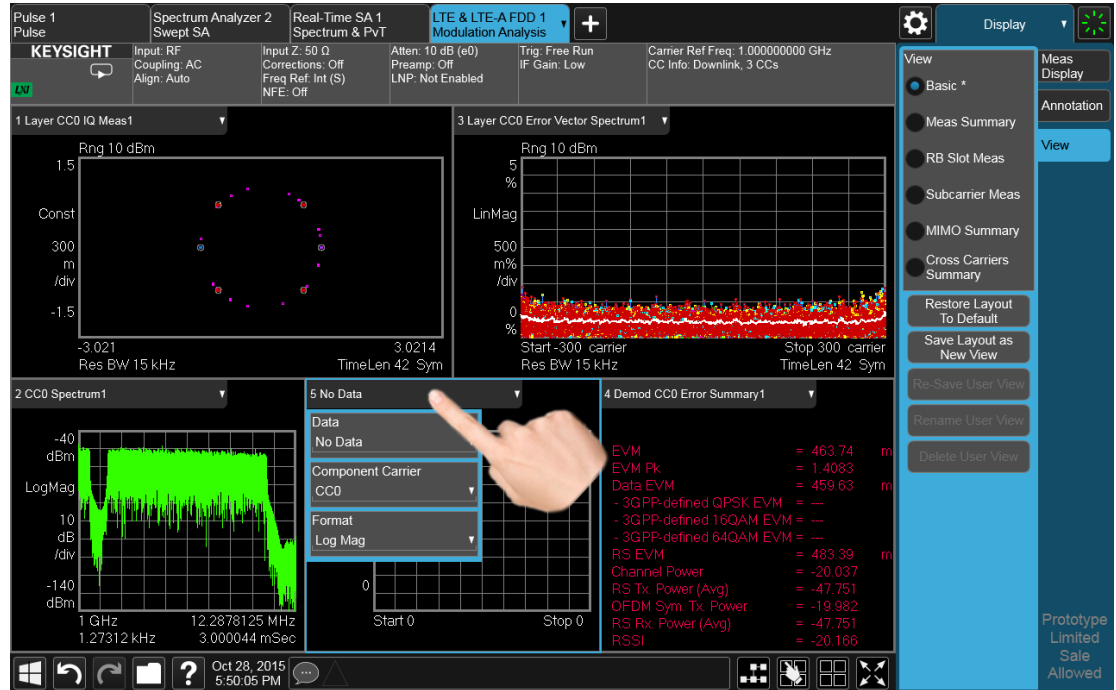 Pulse 1
Pulse
Spectrum Analyzer 2
Swept SA
Real-Time SA 1
Spectrum & PvT
LTE & LTE-A FDD 1
Modulation Analysis
Display
KEYSIGHT
LXI
Input: RF
Coupling: AC
Align: Auto
Input Z: 50 Ω
Corrections: Off
Freq Ref: Int (S)
NFE: Off
Atten: 10 dB (e0)
Preamp: Off
LNP: Not Enabled
Trig: Free Run
IF Gain: Low
Carrier Ref Freq: 1.000000000 GHz
CC Info: Downlink, 3 CCs
1 Layer CC0 IQ Meas1
Rng 10 dBm
1.5
Const
300
m
/div
-1.5
-3.021
3.0214
Res BW 15 kHz
TimeLen 42 Sym
3 Layer CC0 Error Vector Spectrum1
Rng 10 dBm
5
%
LinMag
500
m%
/div
0
%
Start -300 carrier
Stop 300 carrier
Res BW 15 kHz
TimeLen 42 Sym
2 CC0 Spectrum1
-40
dBm
LogMag
10
dB
/div
-140
dBm
1 GHz
12.2878125 MHz
1.27312 kHz
3.000044 mSec
5 No Data
Data
No Data
Component Carrier
CC0
Format
Log Mag
0
Start 0
Stop 0
4 Demod CC0 Error Summary1
EVM = 463.74 m
EVM Pk = 1.4083
Data EVM = 459.63 m
- 3GPP-defined QPSK EVM = ---
- 3GPP-defined 16QAM EVM = ---
- 3GPP-defined 64QAM EVM = ---
RS EVM = 483.39 m
Channel Power = -20.037
RS Tx. Power (Avg) = -47.751
OFDM Sym. Tx. Power = -19.982
RS Rx. Power (Avg) = -47.751
RSSI = -20.166
View
Basic *
Meas Summary
RB Slot Meas
Subcarrier Meas
MIMO Summary
Cross Carriers
Summary
Restore Layout
To Default
Save Layout as
New View
Re-Save User View
Rename User View
Delete User View
Meas
Display
Annotation
View
Prototype
Limited
Sale
Allowed
?
Oct 28, 2015
5:50:05 PM